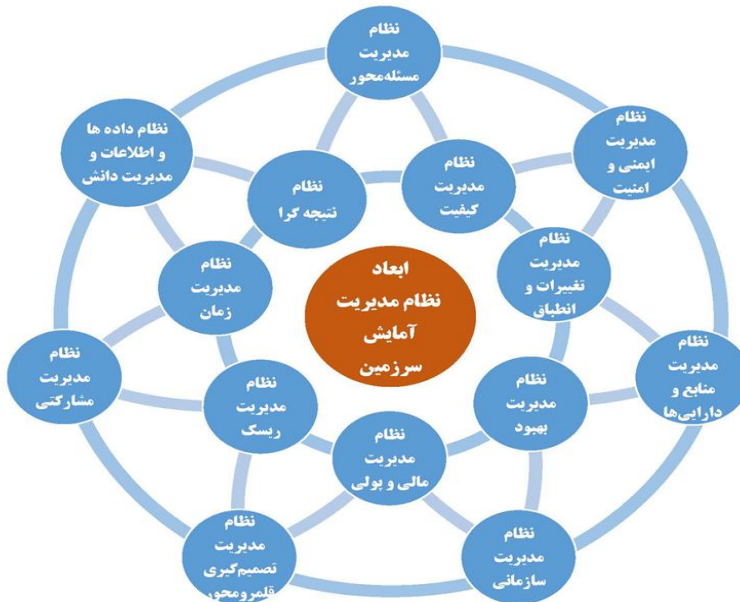 نظام
مدیریت
مسئله‌محور
نظام
مدیریت
ایمنی و
امنیت
نظام داده ها
و اطلاعات و
مدیریت دانش
نظام
مدیریت
کیفیت
نظام
نتیجه گرا
نظام
مدیریت
تغییرات و
انطباق
نظام
مدیریت
زمان
ابعاد
نظام مدیریت
آمایش
سرزمین
نظام
مدیریت
منابع و
دارایی‌ها
نظام
مدیریت
مشارکتی
نظام
مدیریت
بهبود
نظام
مدیریت
ریسک
نظام
مدیریت
مالی و پولی
نظام
مدیریت
سازمانی
نظام
مدیریت
تصمیم‌گیری
قلمرومحور